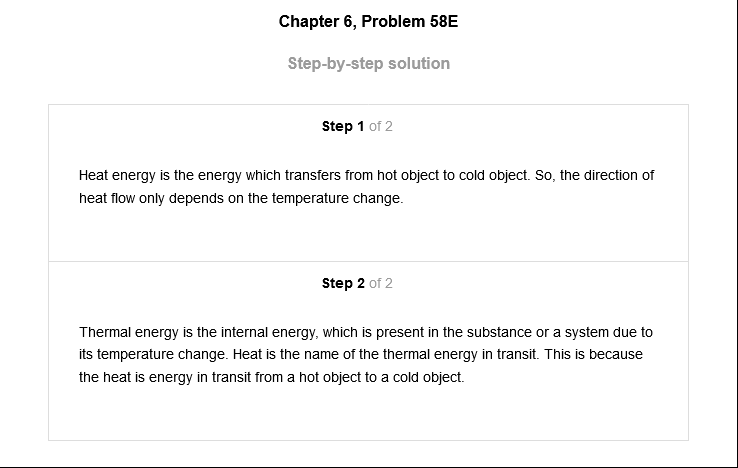 Chapter 6, Problem 58E
Step-by-step solution
Step 1 of 2
Heat energy is the energy which transfers from hot object to cold object. So, the direction of
heat flow only depends on the temperature change.
Step 2 of 2
Thermal energy is the internal energy, which is present in the substance or a system due to
its temperature change. Heat is the name of the thermal energy in transit. This is because
the heat is energy in transit from a hot object to a cold object.